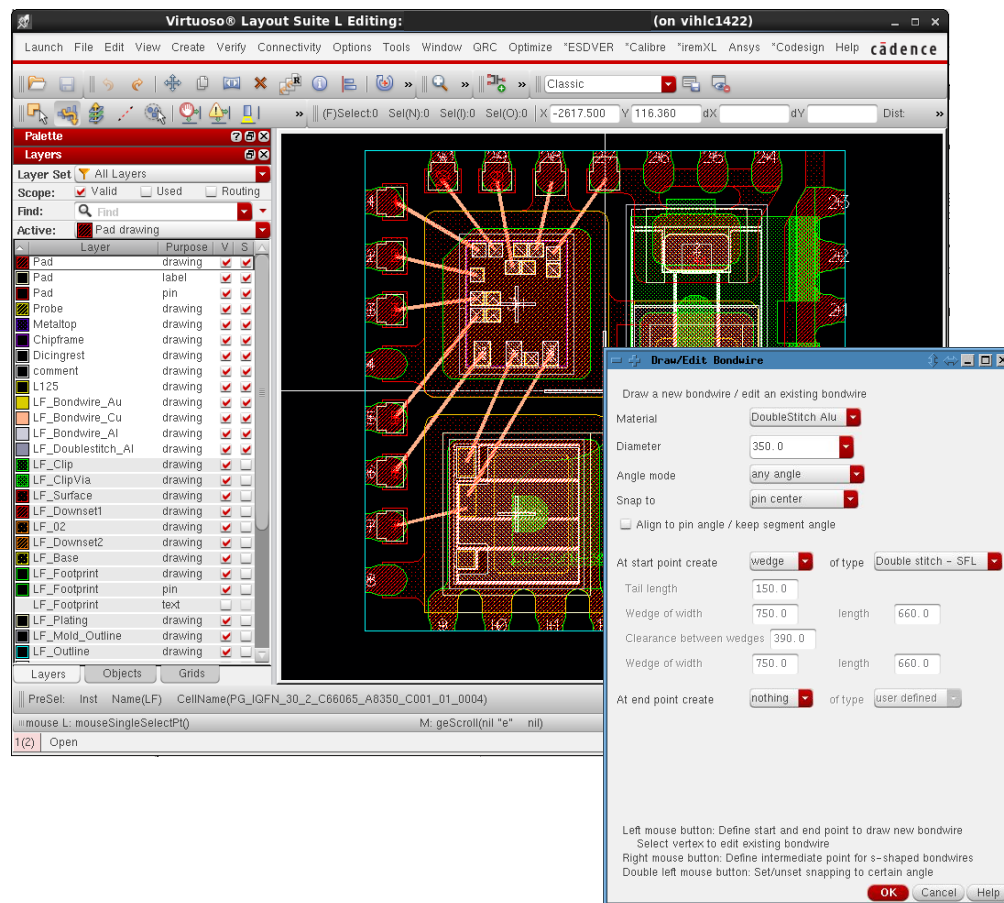 Virtuoso® Layout Suite L Editing: (on vihlc1422)
Launch File Edit View Create Verify Connectivity Options Tools Window QRC Optimize *ESDVER *Calibre *iremXL Ansys *Codesign Help cādence
» » » Classic
» (F)Select:0 Sel(N):0 Sel(I):0 Sel(O):0 X -2617.500 Y 116.360 dX dY Dist: »
Palette
Layers
Layer Set All Layers
Scope: Valid Used Routing
Find: Find
Active: Pad drawing
Layer Purpose V S
Pad drawing
Pad label
Pad pin
Probe drawing
Metaltop drawing
Chipframe drawing
Dicingrest drawing
comment drawing
L125 drawing
LF_Bondwire_Au drawing
LF_Bondwire_Cu drawing
LF_Bondwire_Al drawing
LF_Doublestitch_Al drawing
LF_Clip drawing
LF_ClipVia drawing
LF_Surface drawing
LF_Downset1 drawing
LF_02 drawing
LF_Downset2 drawing
LF_Base drawing
LF_Footprint drawing
LF_Footprint pin
LF_Footprint text
LF_Plating drawing
LF_Mold_Outline drawing
LF_Outline drawing
Layers Objects Grids
PreSel: Inst Name(LF) CellName(PG_IQFN_30_2_C66065_A8350_C001_01_0004)
mouse L: mouseSingleSelectPt() M: geScroll(nil "e" nil)
1(2) Open
Draw/Edit Bondwire
Draw a new bondwire / edit an existing bondwire
Material DoubleStitch Alu
Diameter 350.0
Angle mode any angle
Snap to pin center
Align to pin angle / keep segment angle
At start point create wedge of type Double stitch - SFL
Tail length 150.0
Wedge of width 750.0 length 660.0
Clearance between wedges 390.0
Wedge of width 750.0 length 660.0
At end point create nothing of type user defined
Left mouse button: Define start and end point to draw new bondwire
Select vertex to edit existing bondwire
Right mouse button: Define intermediate point for s-shaped bondwires
Double left mouse button: Set/unset snapping to certain angle
OK Cancel Help